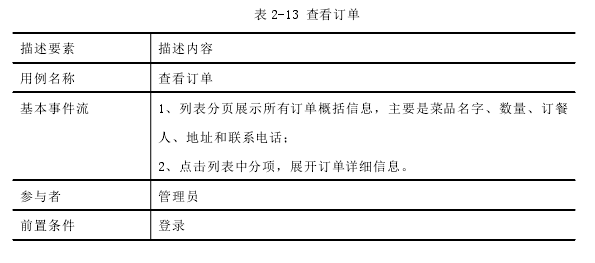 表 2-13 查看订单
描述要素 描述内容
用例名称 查看订单
基本事件流 1、列表分页展示所有订单概括信息，主要是菜品名字、数量、订餐
人、地址和联系电话；
2、点击列表中分项，展开订单详细信息。
参与者 管理员
前置条件 登录